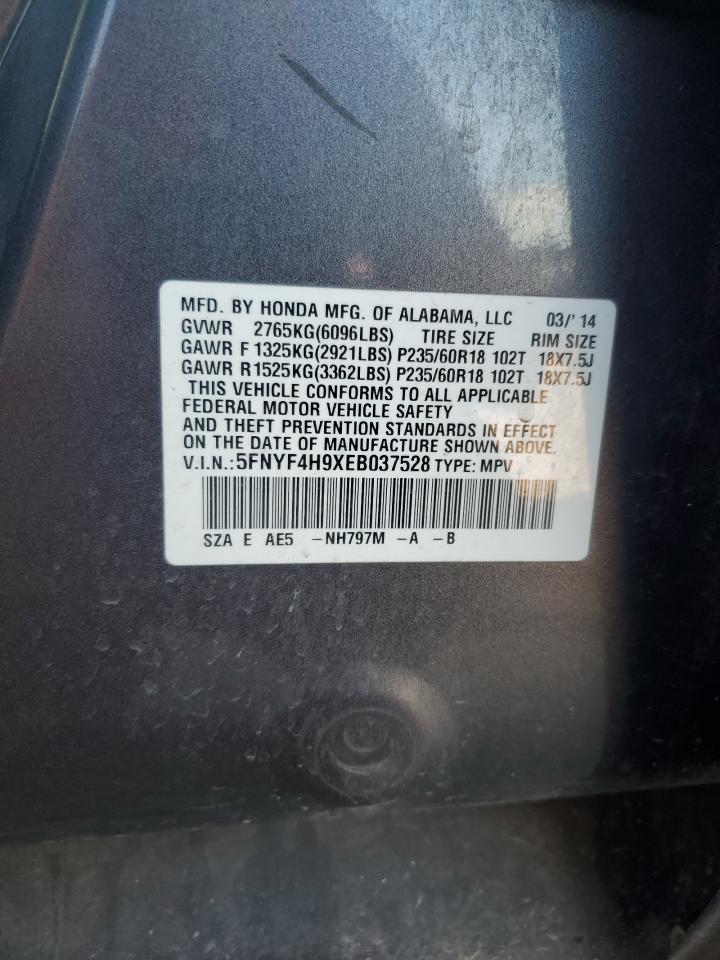 MFD. BY HONDA MFG. OF ALABAMA, LLC 03/'14
GVWR 2765KG(6096LBS) TIRE SIZE RIM SIZE
GAWR F 1325KG(2921LBS) P235/60R18 102T 18X7.5J
GAWR R1525KG(3362LBS) P235/60R18 102T 18X7.5J
THIS VEHICLE CONFORMS TO ALL APPLICABLE
FEDERAL MOTOR VEHICLE SAFETY
AND THEFT PREVENTION STANDARDS IN EFFECT
ON THE DATE OF MANUFACTURE SHOWN ABOVE.
V.I.N.:5FNYF4H9XEB037528 TYPE: MPV
SZA E AE5 -NH797M -A -B